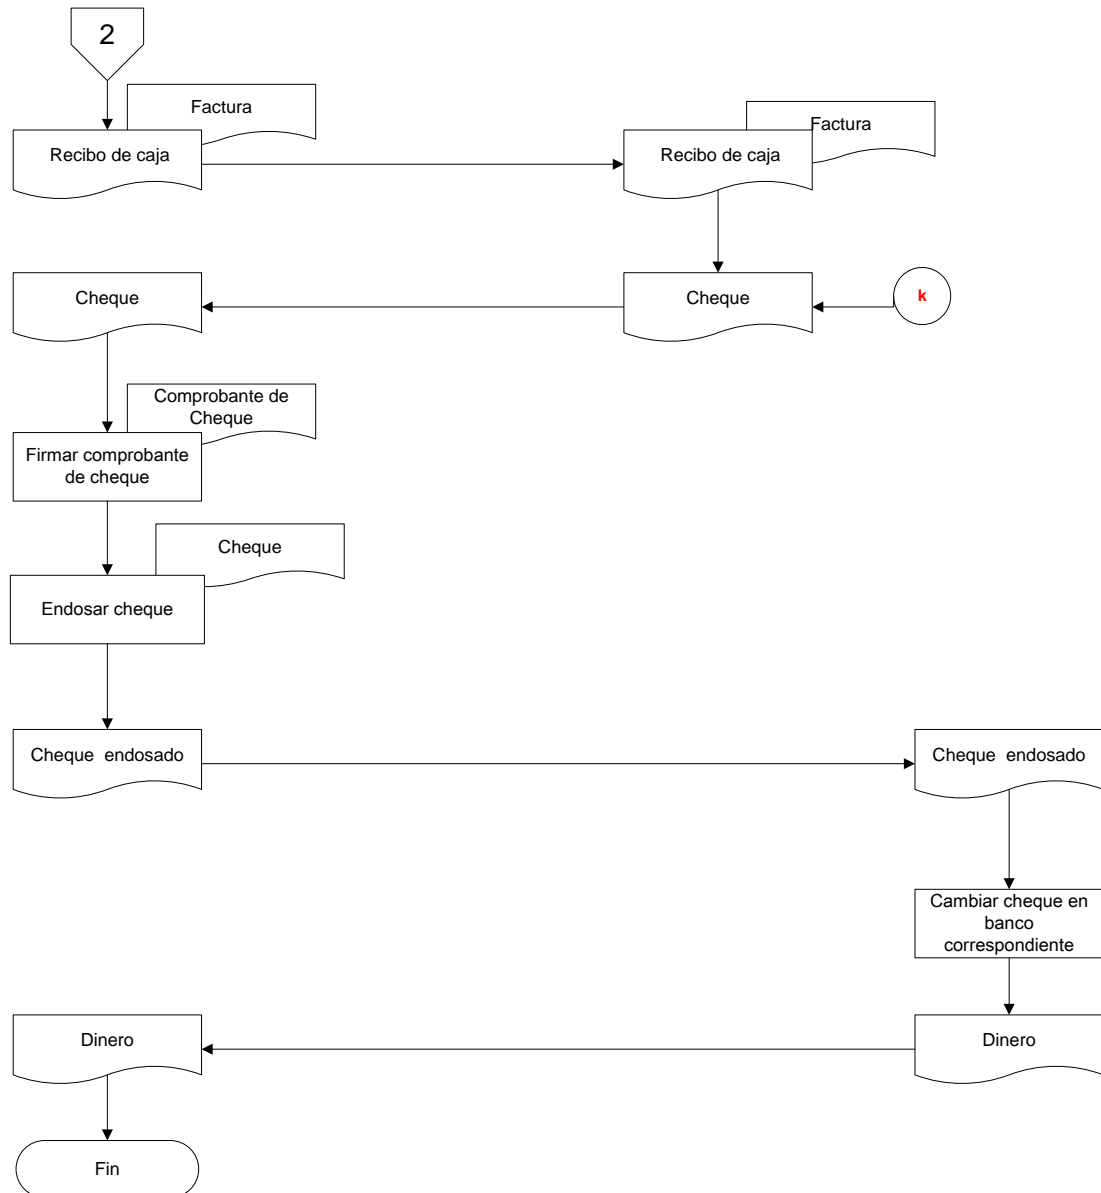 2
Factura
Recibo de caja
Factura
Recibo de caja
Cheque
Cheque
k
Comprobante de
Cheque
Firmar comprobante
de cheque
Cheque
Endosar cheque
Cheque endosado
Cheque endosado
Cambiar cheque en
banco
correspondiente
Dinero
Dinero
Fin